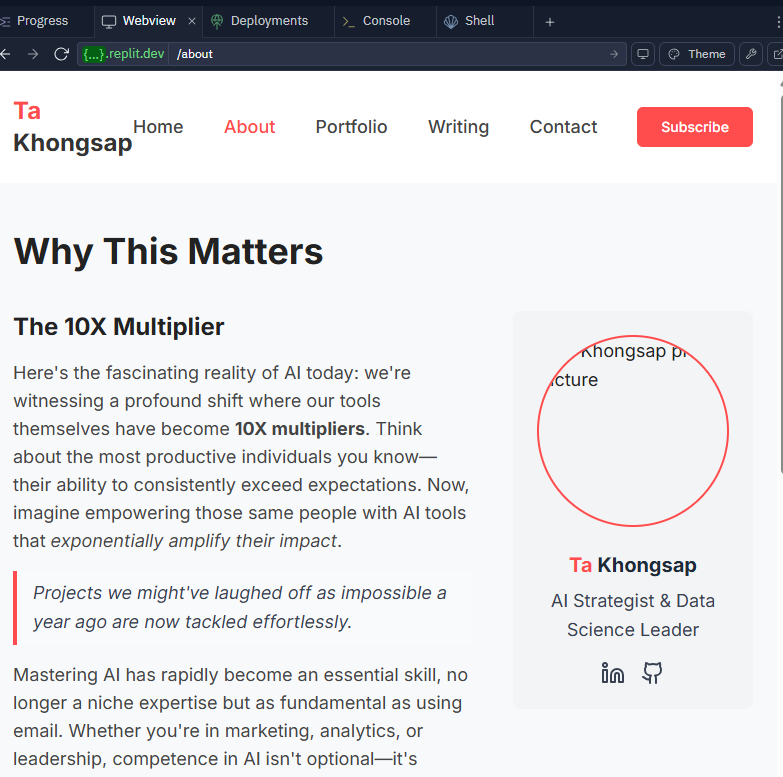 Progress
Webview
Deployments
Console
Shell
{...}.replit.dev /about
Theme
Ta
Khongsap
Home
About
Portfolio
Writing
Contact
Subscribe
Why This Matters
The 10X Multiplier
Here's the fascinating reality of AI today: we're
witnessing a profound shift where our tools
themselves have become 10X multipliers. Think
about the most productive individuals you know—
their ability to consistently exceed expectations. Now,
imagine empowering those same people with AI tools
that exponentially amplify their impact.
Projects we might've laughed off as impossible a
year ago are now tackled effortlessly.
Mastering AI has rapidly become an essential skill, no
longer a niche expertise but as fundamental as using
email. Whether you're in marketing, analytics, or
leadership, competence in AI isn't optional—it's
Khongsap pr
icture
Ta Khongsap
AI Strategist & Data
Science Leader